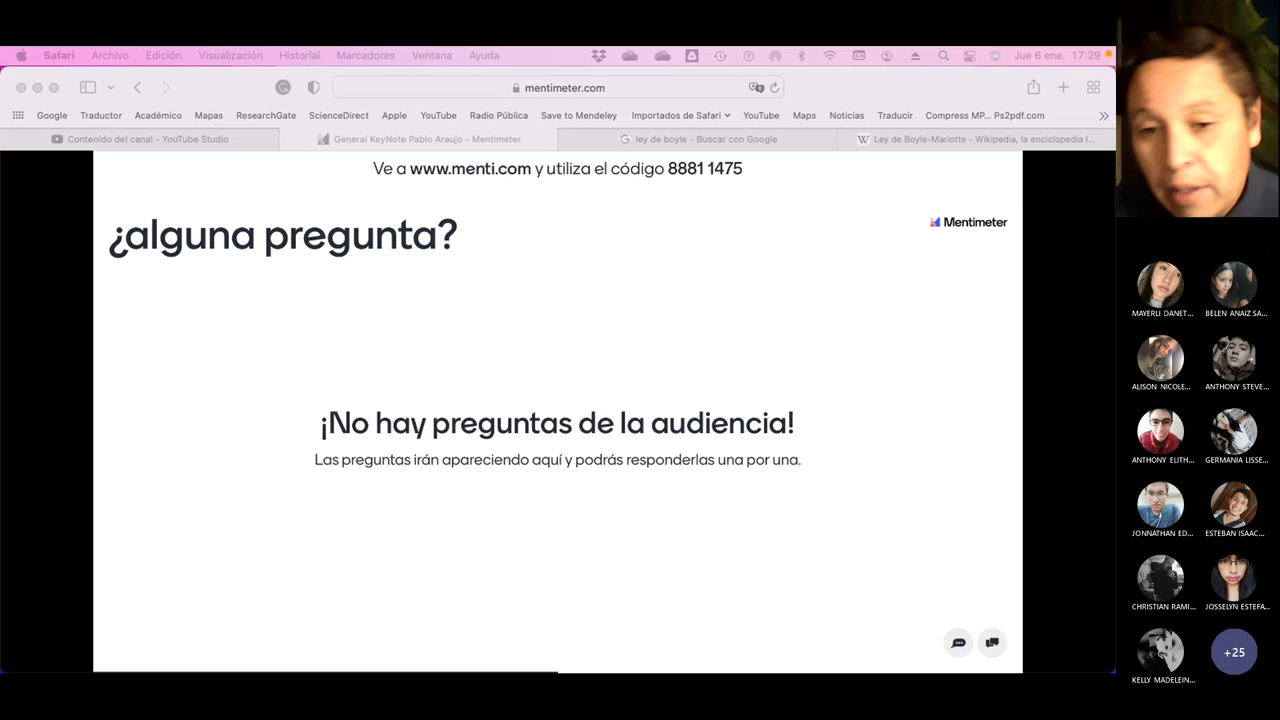 Safari Archivo Edición Visualización Historial Marcadores Ventana Ayuda Jue 6 ene. 17:29
mentimeter.com
Google Traductor Académico Mapas ResearchGate ScienceDirect Apple YouTube Radio Pública Save to Mendeley Importados de Safari YouTube Maps Noticias Traducir Compress MP... Ps2pdf.com
Contenido del canal - YouTube Studio
General KeyNote Pablo Araujo - Mentimeter
ley de boyle - Buscar con Google
Ley de Boyle-Mariotte - Wikipedia, la enciclopedia l...
Ve a www.menti.com y utiliza el código 8881 1475
¿alguna pregunta?
Mentimeter
¡No hay preguntas de la audiencia!
Las preguntas irán apareciendo aquí y podrás responderlas una por una.
MAYERLI DANET... BELEN ANAIZ SA...
ALISON NICOLE... ANTHONY STEVE...
ANTHONY ELITH... GERMANIA LISSE...
JONNATHAN ED... ESTEBAN ISAAC...
CHRISTIAN RAMI... JOSSELYN ESTEFA...
KELLY MADELEIN... +25